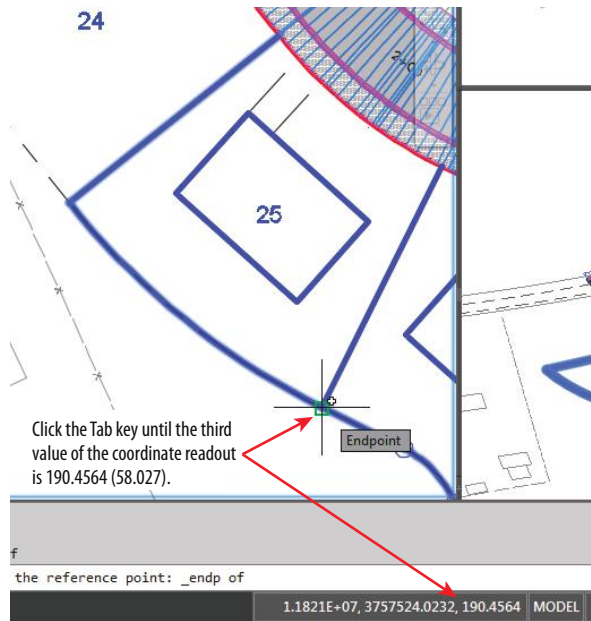 24
25
Click the Tab key until the third
value of the coordinate readout
is 190.4564 (58.027).
Endpoint
f
the reference point: _endp of
1.1821E+07, 3757524.0232, 190.4564 MODEL